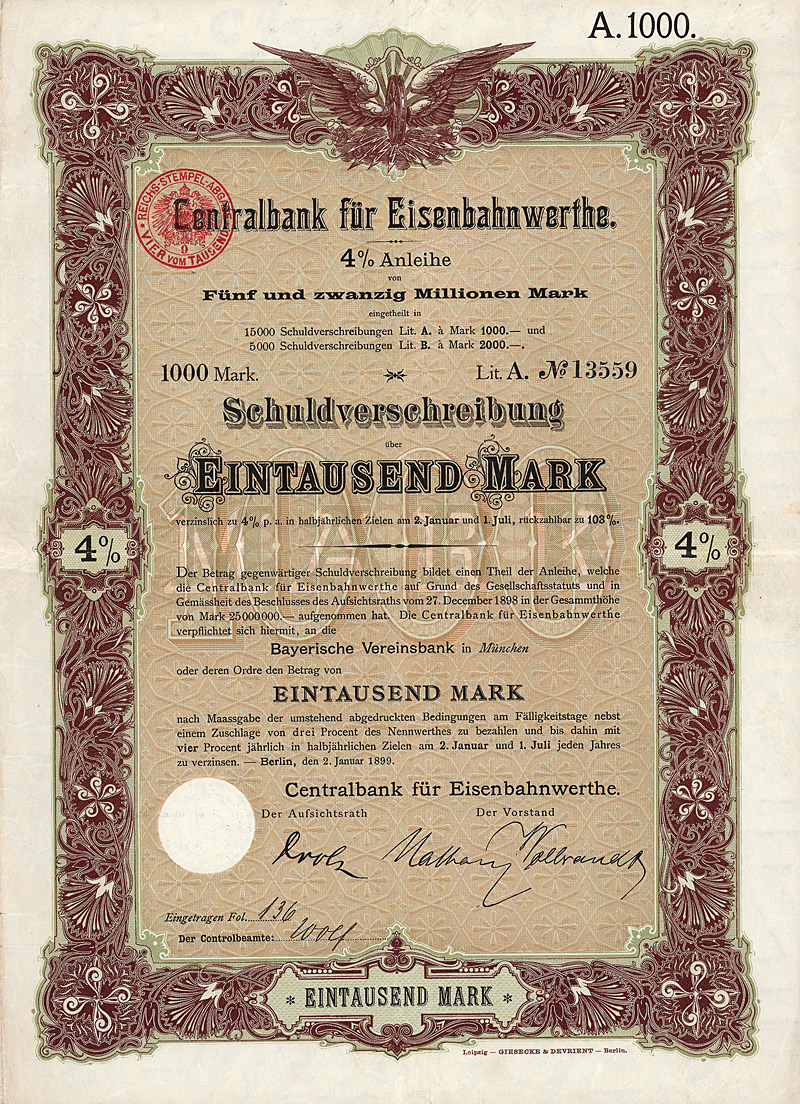 A. 1000.
REICHS-STEMPEL-ABG
VIER VOM TAUSEND
9
Centralbank für Eisenbahnwerthe.
4% Anleihe
von
Fünf und zwanzig Millionen Mark
eingetheilt in
15000 Schuldverschreibungen Lit. A. à Mark 1000.— und
5000 Schuldverschreibungen Lit. B. à Mark 2000.—.
1000 Mark. Lit. A. № 13559
Schuldverschreibung
über
EINTAUSEND MARK
verzinslich zu 4% p. a. in halbjährlichen Zielen am 2. Januar und 1. Juli, rückzahlbar zu 103%.
1000 MARK
4%
4%
Der Betrag gegenwärtiger Schuldverschreibung bildet einen Theil der Anleihe, welche
die Centralbank für Eisenbahnwerthe auf Grund des Gesellschaftsstatuts und in
Gemässheit des Beschlusses des Aufsichtsraths vom 27. December 1898 in der Gesammthöhe
von Mark 25000000.— aufgenommen hat. Die Centralbank für Eisenbahnwerthe
verpflichtet sich hiermit, an die
Bayerische Vereinsbank in München
oder deren Ordre den Betrag von
EINTAUSEND MARK
nach Maassgabe der umstehend abgedruckten Bedingungen am Fälligkeitstage nebst
einem Zuschlage von drei Procent des Nennwerthes zu bezahlen und bis dahin mit
vier Procent jährlich in halbjährlichen Zielen am 2. Januar und 1. Juli jeden Jahres
zu verzinsen. — Berlin, den 2. Januar 1899.
Centralbank für Eisenbahnwerthe.
Der Aufsichtsrath Der Vorstand
Eingetragen Fol. 136
Der Controlbeamte: Wolf
* EINTAUSEND MARK *
Leipzig — GIESECKE & DEVRIENT — Berlin.